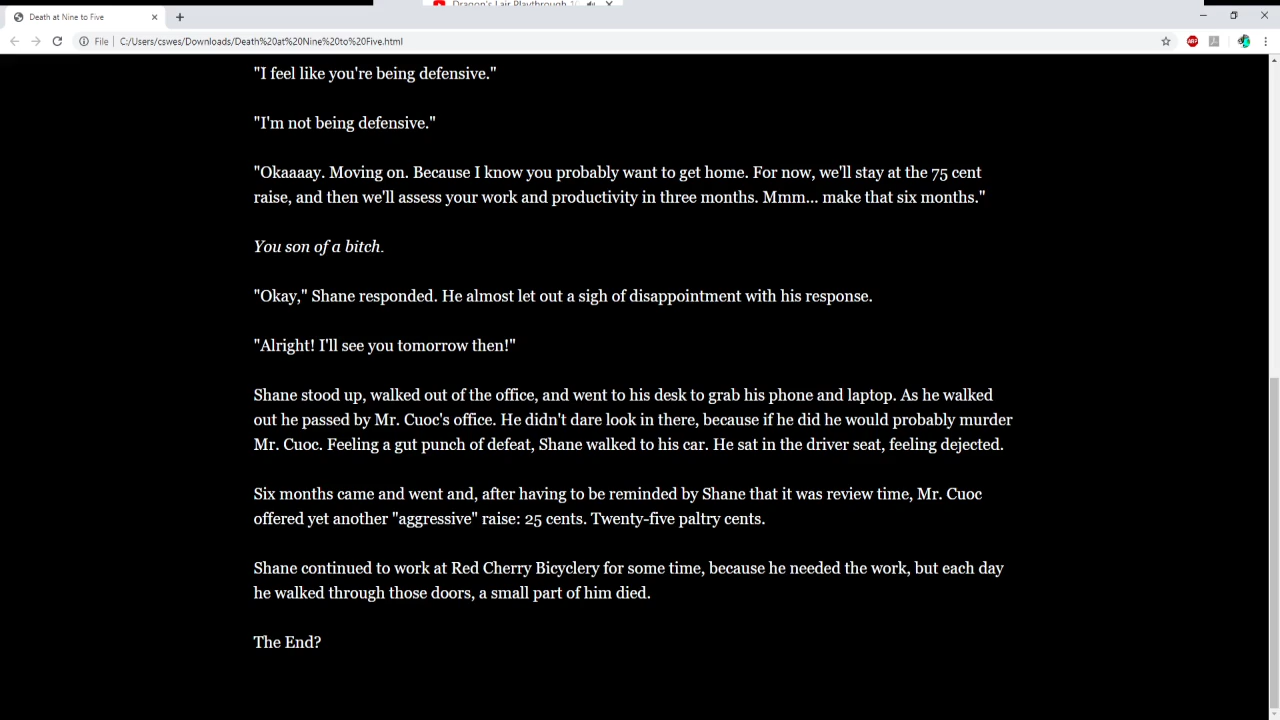 Dragon's Lair Playthrough
Death at Nine to Five
File
C:/Users/cswes/Downloads/Death%20at%20Nine%20to%20Five.html
ABP
"I feel like you're being defensive."
"I'm not being defensive."
"Okaaaay. Moving on. Because I know you probably want to get home. For now, we'll stay at the 75 cent
raise, and then we'll assess your work and productivity in three months. Mmm... make that six months."
You son of a bitch.
"Okay," Shane responded. He almost let out a sigh of disappointment with his response.
"Alright! I'll see you tomorrow then!"
Shane stood up, walked out of the office, and went to his desk to grab his phone and laptop. As he walked
out he passed by Mr. Cuoc's office. He didn't dare look in there, because if he did he would probably murder
Mr. Cuoc. Feeling a gut punch of defeat, Shane walked to his car. He sat in the driver seat, feeling dejected.
Six months came and went and, after having to be reminded by Shane that it was review time, Mr. Cuoc
offered yet another "aggressive" raise: 25 cents. Twenty-five paltry cents.
Shane continued to work at Red Cherry Bicyclery for some time, because he needed the work, but each day
he walked through those doors, a small part of him died.
The End?